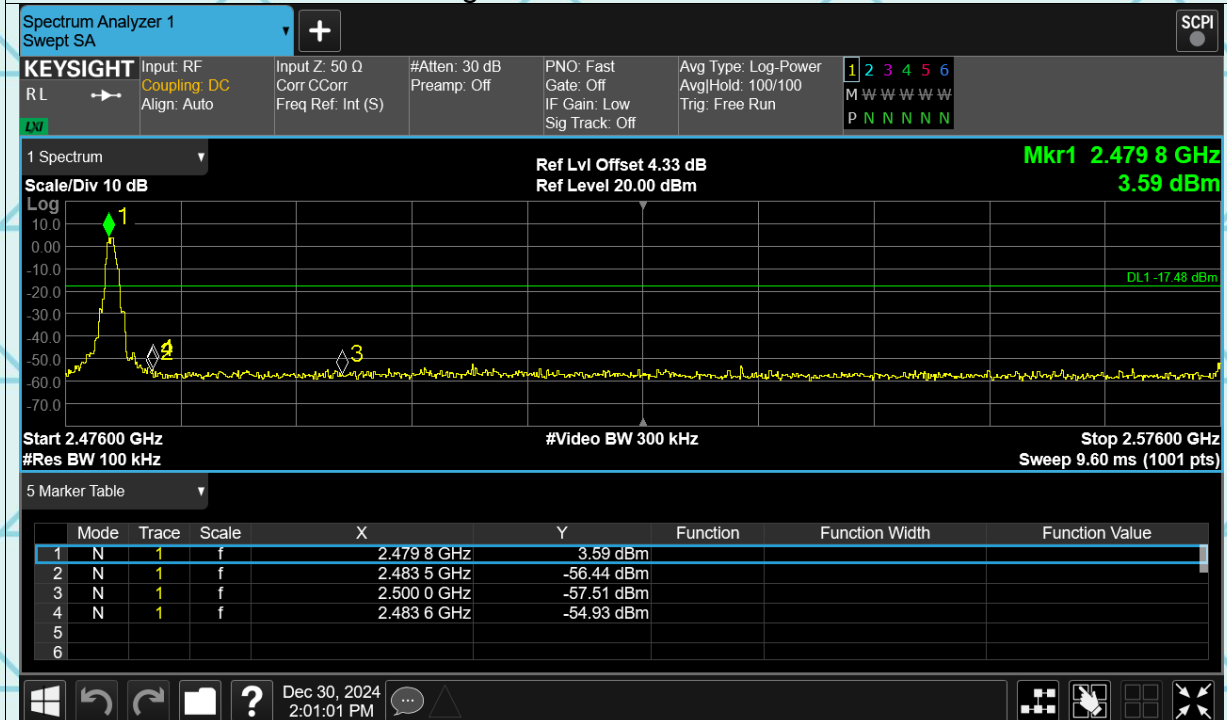 Spectrum Analyzer 1
Swept SA
SCPI
KEYSIGHT Input: RF Input Z: 50 Ω #Atten: 30 dB PNO: Fast Avg Type: Log-Power 1 2 3 4 5 6
RL Coupling: DC Corr CCorr Preamp: Off Gate: Off Avg|Hold: 100/100 M W W W W W
Align: Auto Freq Ref: Int (S) IF Gain: Low Trig: Free Run
LXI Sig Track: Off P N N N N N
1 Spectrum
Ref Lvl Offset 4.33 dB Mkr1 2.479 8 GHz
Scale/Div 10 dB Ref Level 20.00 dBm 3.59 dBm
Log
1
10.0
0.00
-10.0
DL1 -17.48 dBm
-20.0
-30.0
-40.0
3
-50.0
-60.0
-70.0
Start 2.47600 GHz #Video BW 300 kHz Stop 2.57600 GHz
#Res BW 100 kHz Sweep 9.60 ms (1001 pts)
5 Marker Table
Mode Trace Scale X Y Function Function Width Function Value
1 N 1 f 2.479 8 GHz 3.59 dBm
2 N 1 f 2.483 5 GHz -56.44 dBm
3 N 1 f 2.500 0 GHz -57.51 dBm
4 N 1 f 2.483 6 GHz -54.93 dBm
5
6
? Dec 30, 2024
2:01:01 PM